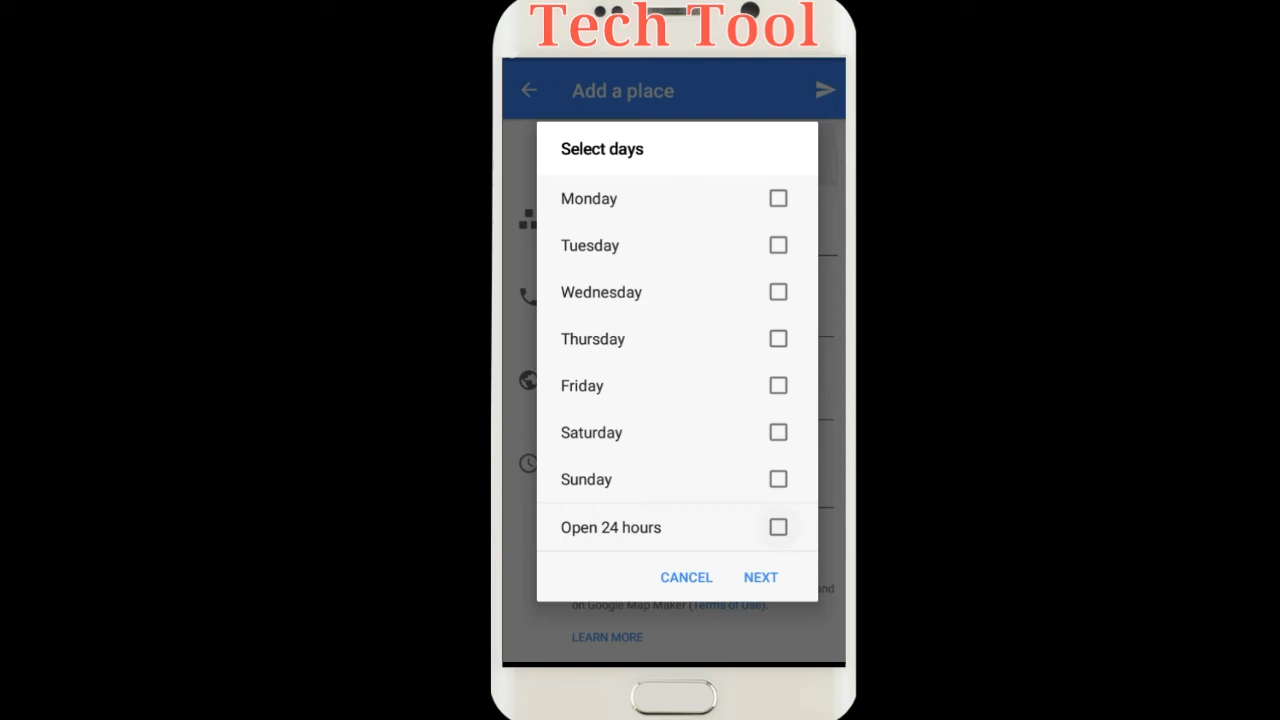 Tech Tool
Add a place
Select days
Monday
Tuesday
Wednesday
Thursday
Friday
Saturday
Sunday
Open 24 hours
CANCEL NEXT
and
on Google Map Maker (Terms of Use).
LEARN MORE